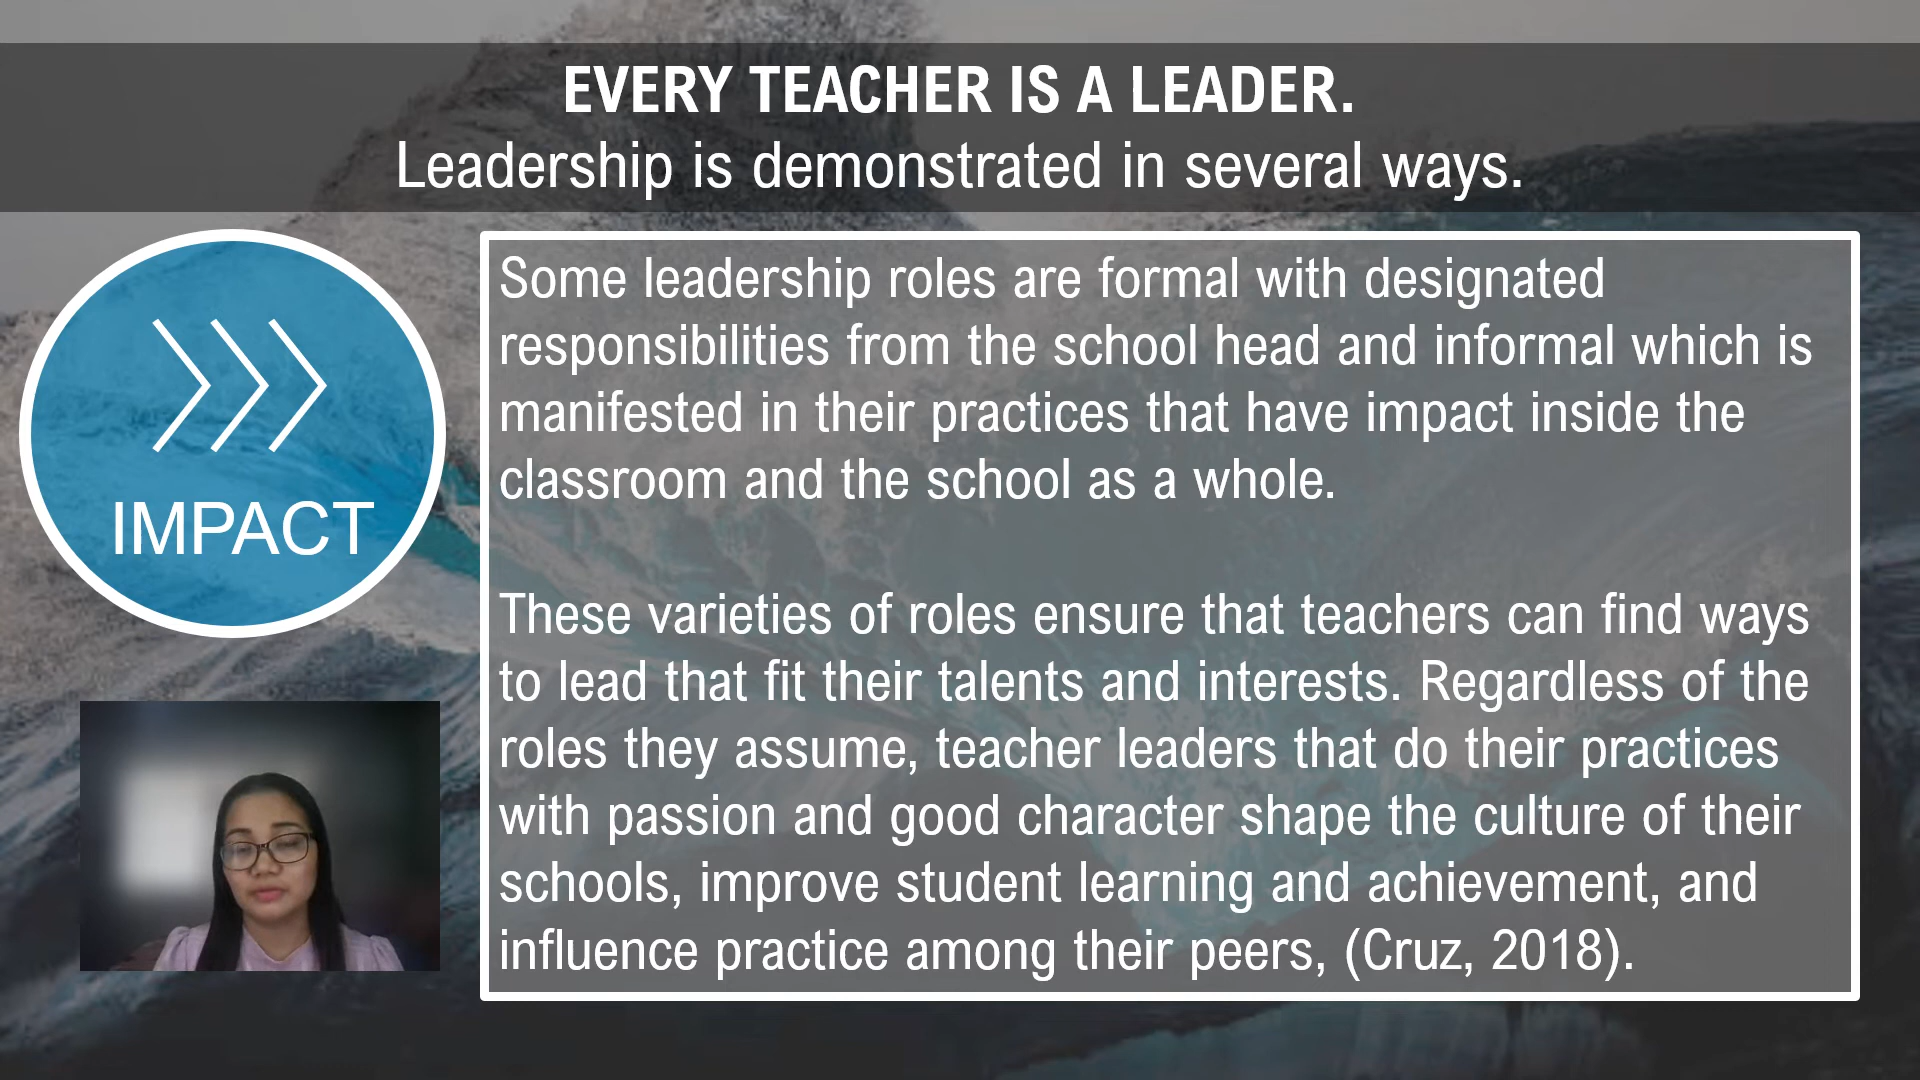 EVERY TEACHER IS A LEADER.
Leadership is demonstrated in several ways.
IMPACT
Some leadership roles are formal with designated
responsibilities from the school head and informal which is
manifested in their practices that have impact inside the
classroom and the school as a whole.
These varieties of roles ensure that teachers can find ways
to lead that fit their talents and interests. Regardless of the
roles they assume, teacher leaders that do their practices
with passion and good character shape the culture of their
schools, improve student learning and achievement, and
influence practice among their peers, (Cruz, 2018).